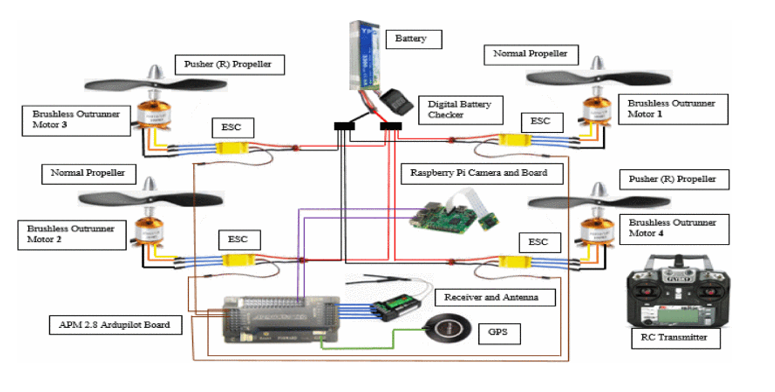 Battery
Normal Propeller
Pusher (R) Propeller
Digital Battery
Checker
Brushless Outrunner
Motor 3
ESC
Brushless Outrunner
Motor 1
ESC
Normal Propeller
Raspberry Pi Camera and Board
Pusher (R) Propeller
Brushless Outrunner
Motor 2
ESC
Brushless Outrunner
Motor 4
ESC
Receiver and Antenna
APM 2.8 Ardupilot Board
GPS
RC Transmitter